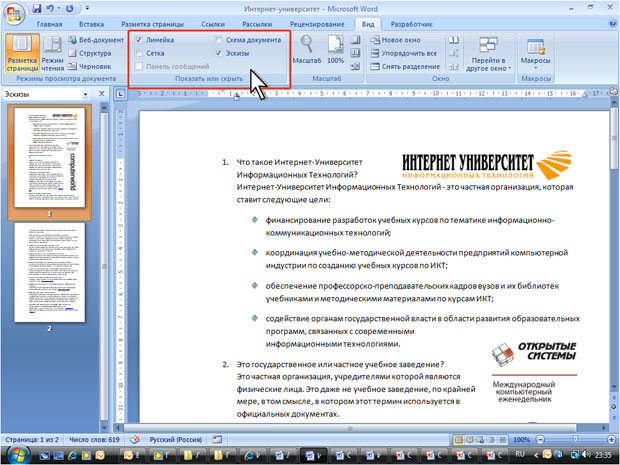 Интернет-университет - Microsoft Word
Главная Вставка Разметка страницы Ссылки Рассылки Рецензирование Вид Разработчик
Разметка страницы
Режим чтения
Веб-документ
Структура
Черновик
Режимы просмотра документа
Линейка
Сетка
Панель сообщений
Схема документа
Эскизы
Показать или скрыть
Масштаб
100%
Масштаб
Новое окно
Упорядочить все
Снять разделение
Перейти в другое окно
Окно
Макросы
Макросы
Эскизы
computerworld
1
2
ИНТЕРНЕТ УНИВЕРСИТЕТ
ИНФОРМАЦИОННЫХ ТЕХНОЛОГИЙ
1. Что такое Интернет-Университет
Информационных Технологий?
Интернет-Университет Информационных Технологий - это частная организация, которая
ставит следующие цели:
финансирование разработок учебных курсов по тематике информационно-
коммуникационных технологий;
координация учебно-методической деятельности предприятий компьютерной
индустрии по созданию учебных курсов по ИКТ;
обеспечение профессорско-преподавательских кадров вузов и их библиотек
учебниками и методическими материалами по курсам ИКТ;
содействие органам государственной власти в области развития образовательных
программ, связанных с современными
информационными технологиями.
ОТКРЫТЫЕ
СИСТЕМЫ
Международный
компьютерный
еженедельник
2. Это государственное или частное учебное заведение?
Это частная организация, учредителями которой являются
физические лица. Это даже не учебное заведение, по крайней
мере, в том смысле, в котором этот термин используется в
официальных документах.
Страница: 1 из 2 Число слов: 619 Русский (Россия) 100%
RU 23:35